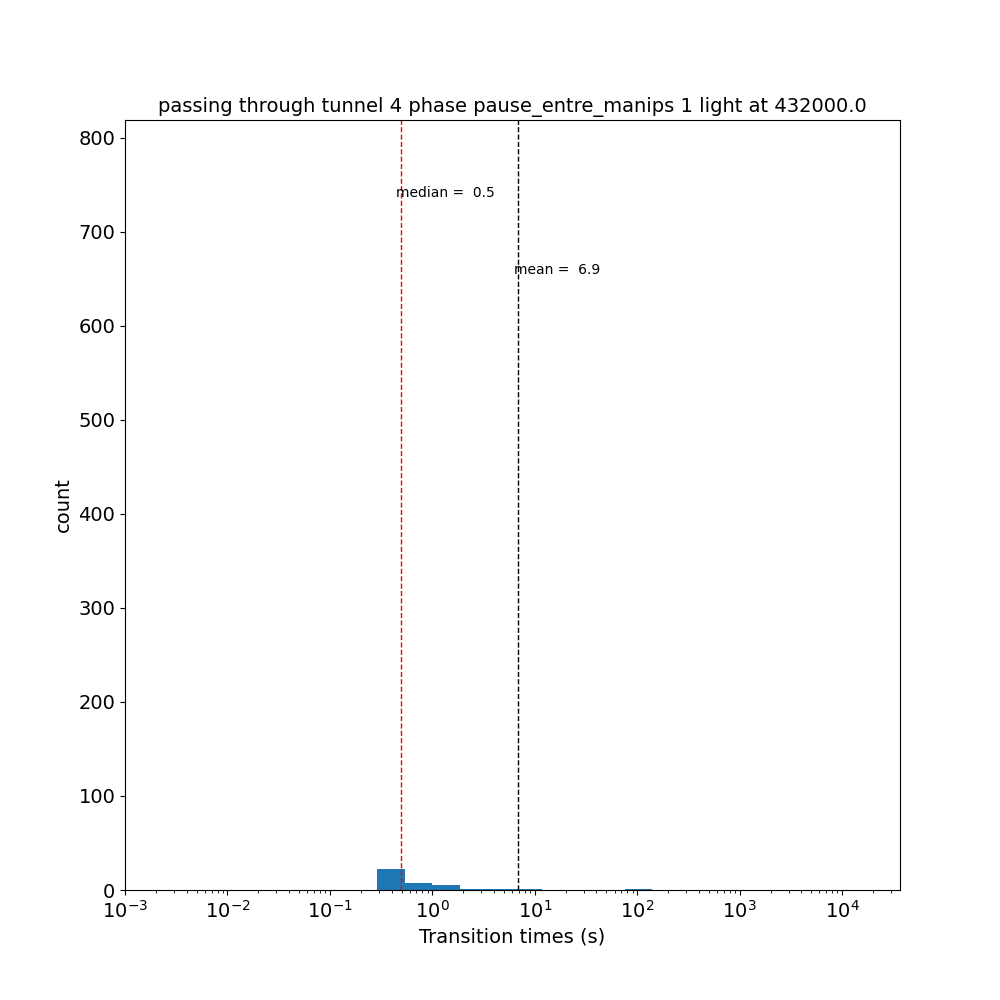 passing through tunnel 4 phase pause_entre_manips 1 light at 432000.0
800
median =  0.5
700
mean =  6.9
600
500
count
400
300
200
100
0
10⁻³ 10⁻² 10⁻¹ 10⁰ 10¹ 10² 10³ 10⁴
Transition times (s)